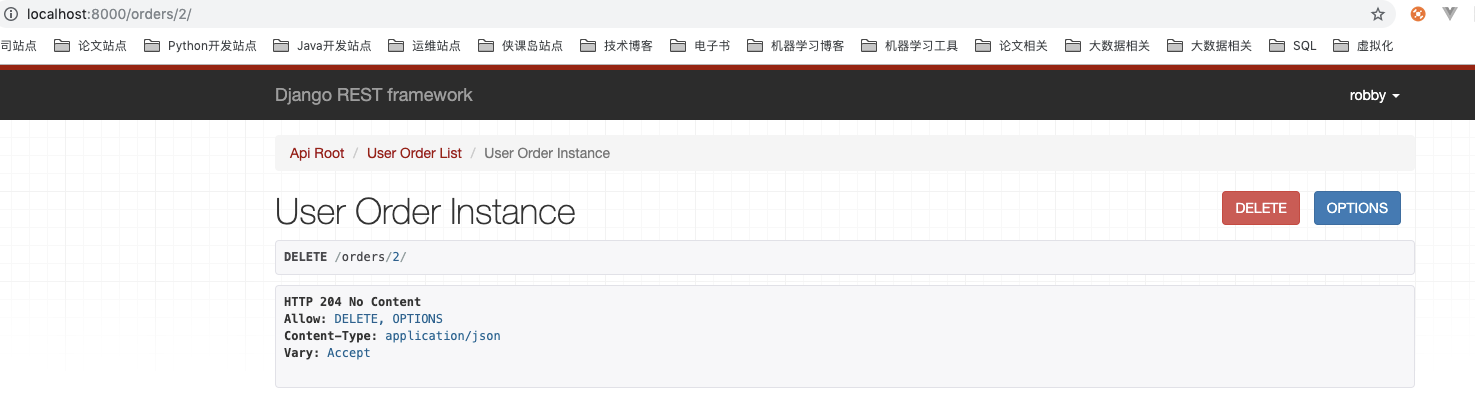 localhost:8000/orders/2/
司站点 论文站点 Python开发站点 Java开发站点 运维站点 侠课岛站点 技术博客 电子书 机器学习博客 机器学习工具 论文相关 大数据相关 大数据相关 SQL 虚拟化
Django REST framework robby
Api Root / User Order List / User Order Instance
User Order Instance DELETE OPTIONS
DELETE /orders/2/
HTTP 204 No Content
Allow: DELETE, OPTIONS
Content-Type: application/json
Vary: Accept